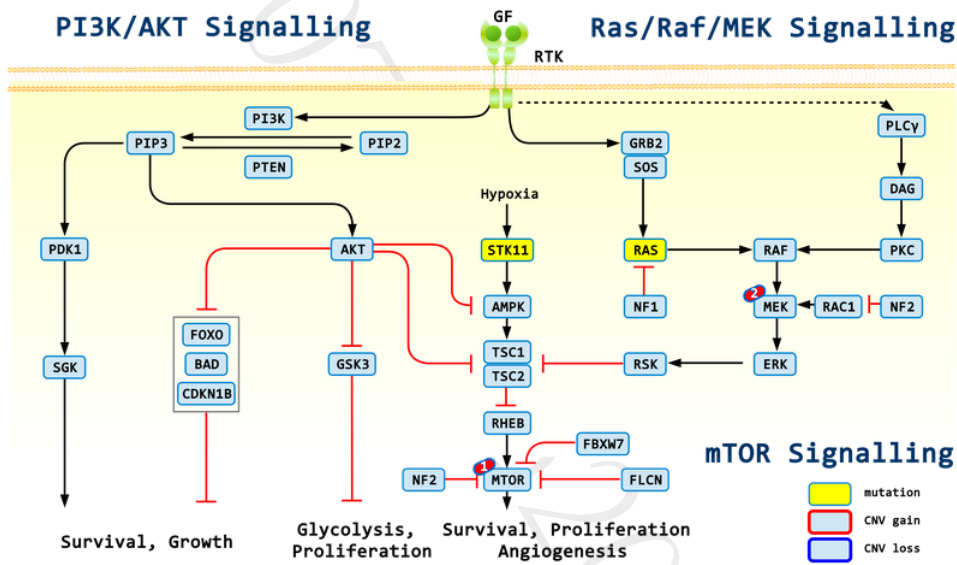 PI3K/AKT Signalling
GF
Ras/Raf/MEK Signalling
RTK
PI3K
PIP3
PIP2
PTEN
GRB2
SOS
PLCγ
DAG
Hypoxia
PDK1
AKT
STK11
RAS
RAF
PKC
AMPK
NF1
2
MEK
RAC1
NF2
FOXO
BAD
CDKN1B
SGK
GSK3
TSC1
TSC2
RSK
ERK
RHEB
FBXW7
NF2
1
MTOR
FLCN
mTOR Signalling
mutation
CNV gain
CNV loss
Survival, Growth
Glycolysis,
Proliferation
Survival, Proliferation
Angiogenesis